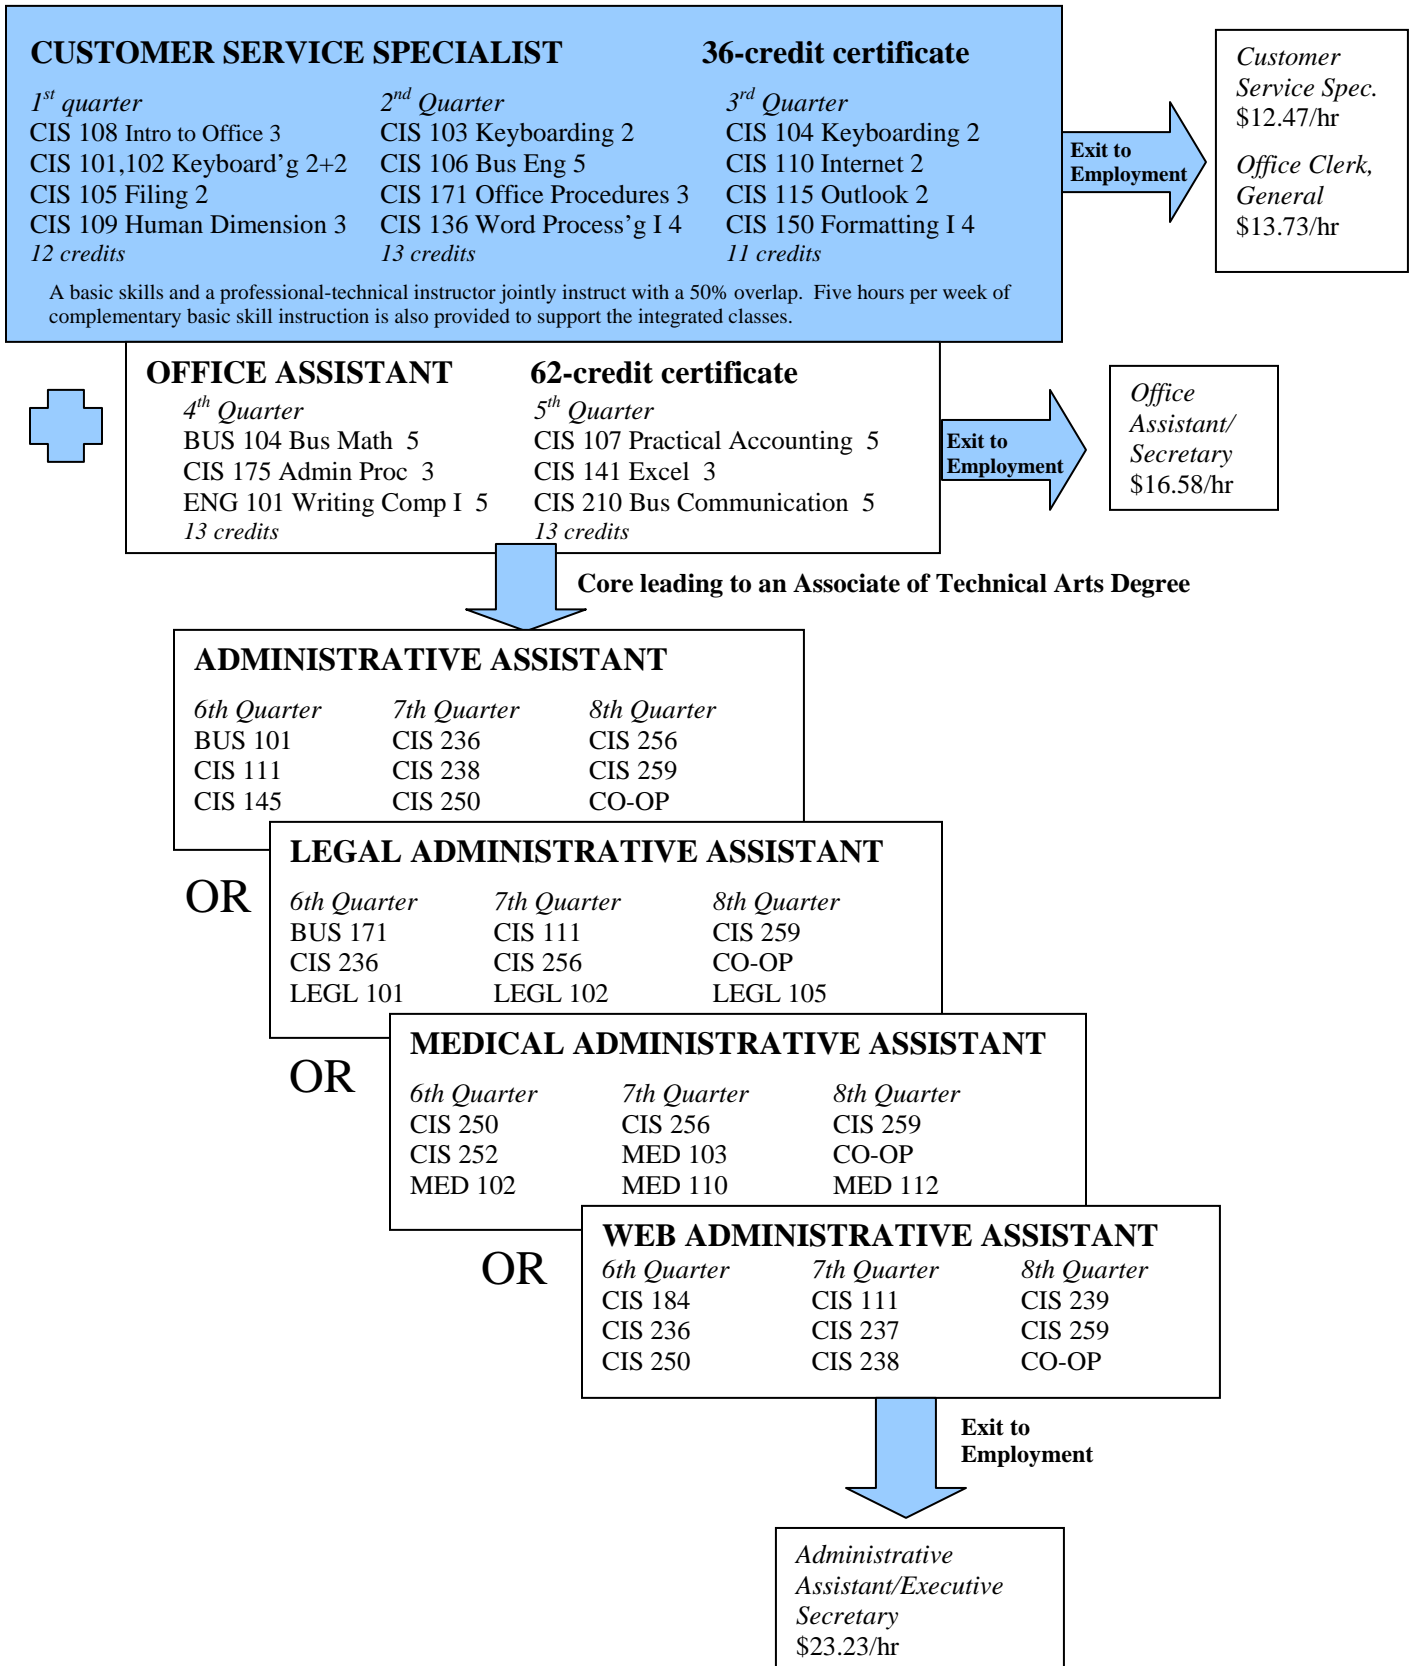 CUSTOMER SERVICE SPECIALIST 36-credit certificate
1st quarter 2nd Quarter 3rd Quarter
CIS 108 Intro to Office 3 CIS 103 Keyboarding 2 CIS 104 Keyboarding 2
CIS 101,102 Keyboard’g 2+2 CIS 106 Bus Eng 5 CIS 110 Internet 2
CIS 105 Filing 2 CIS 171 Office Procedures 3 CIS 115 Outlook 2
CIS 109 Human Dimension 3 CIS 136 Word Process’g I 4 CIS 150 Formatting I 4
12 credits 13 credits 11 credits
A basic skills and a professional-technical instructor jointly instruct with a 50% overlap. Five hours per week of
complementary basic skill instruction is also provided to support the integrated classes.
Exit to
Employment
Customer
Service Spec.
$12.47/hr
Office Clerk,
General
$13.73/hr
OFFICE ASSISTANT 62-credit certificate
4th Quarter 5th Quarter
BUS 104 Bus Math 5 CIS 107 Practical Accounting 5
CIS 175 Admin Proc 3 CIS 141 Excel 3
ENG 101 Writing Comp I 5 CIS 210 Bus Communication 5
13 credits 13 credits
Exit to
Employment
Office
Assistant/
Secretary
$16.58/hr
Core leading to an Associate of Technical Arts Degree
ADMINISTRATIVE ASSISTANT
6th Quarter 7th Quarter 8th Quarter
BUS 101 CIS 236 CIS 256
CIS 111 CIS 238 CIS 259
CIS 145 CIS 250 CO-OP
OR
LEGAL ADMINISTRATIVE ASSISTANT
6th Quarter 7th Quarter 8th Quarter
BUS 171 CIS 111 CIS 259
CIS 236 CIS 256 CO-OP
LEGL 101 LEGL 102 LEGL 105
OR
MEDICAL ADMINISTRATIVE ASSISTANT
6th Quarter 7th Quarter 8th Quarter
CIS 250 CIS 256 CIS 259
CIS 252 MED 103 CO-OP
MED 102 MED 110 MED 112
OR
WEB ADMINISTRATIVE ASSISTANT
6th Quarter 7th Quarter 8th Quarter
CIS 184 CIS 111 CIS 239
CIS 236 CIS 237 CIS 259
CIS 250 CIS 238 CO-OP
Exit to
Employment
Administrative
Assistant/Executive
Secretary
$23.23/hr